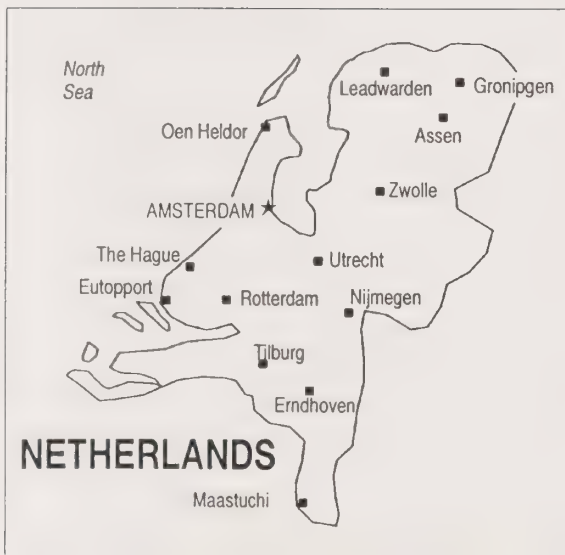 North
Sea
Leadwarden
Gronipgen
Oen Heldor
Assen
Zwolle
AMSTERDAM
The Hague
Utrecht
Eutopport
Rotterdam
Nijmegen
Tilburg
Erndhoven
NETHERLANDS
Maastuchi